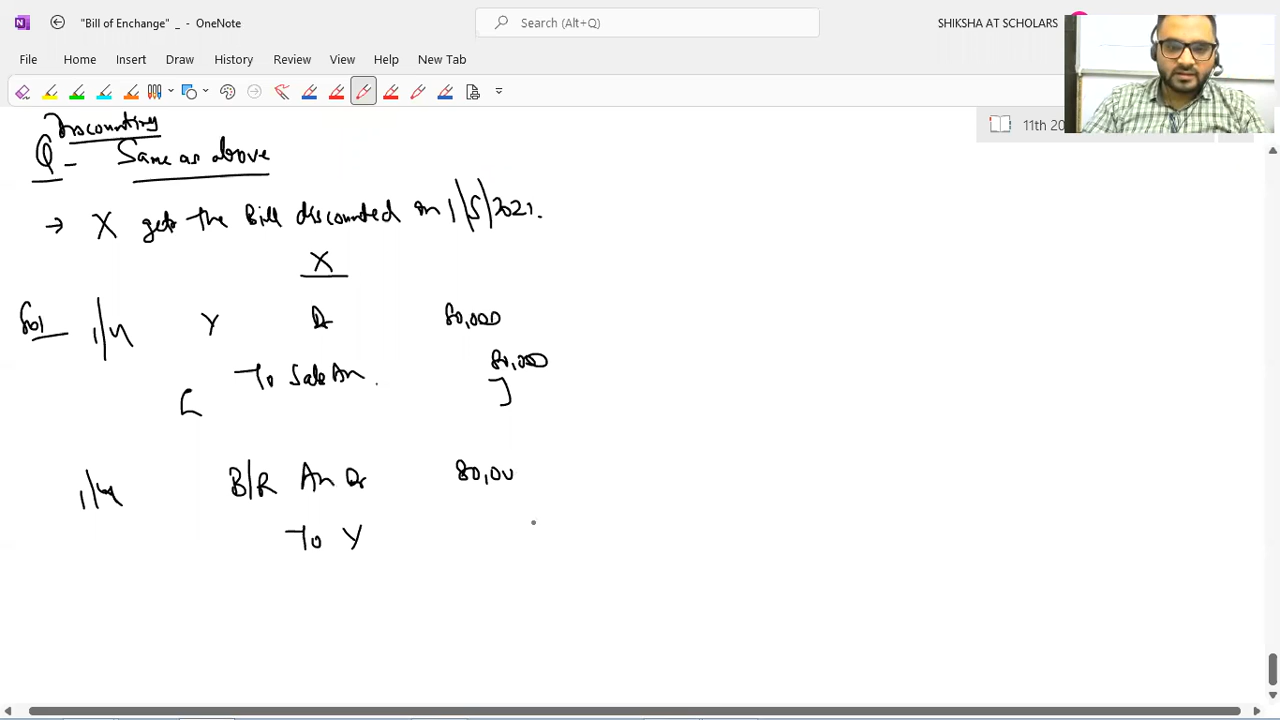 "Bill of Enchange" _ - OneNote
Search (Alt+Q)
SHIKSHA AT SCHOLARS
File Home Insert Draw History Review View Help New Tab
11th 20
Discounting
Q- Same as above
→ X gets the Bill discounted on 1/5/2021.
X
Sol 1/4 Y Dr 80,000
To Sale A/c 80,000
[ ]
1/4 B/R A/c Dr 80,00
To Y